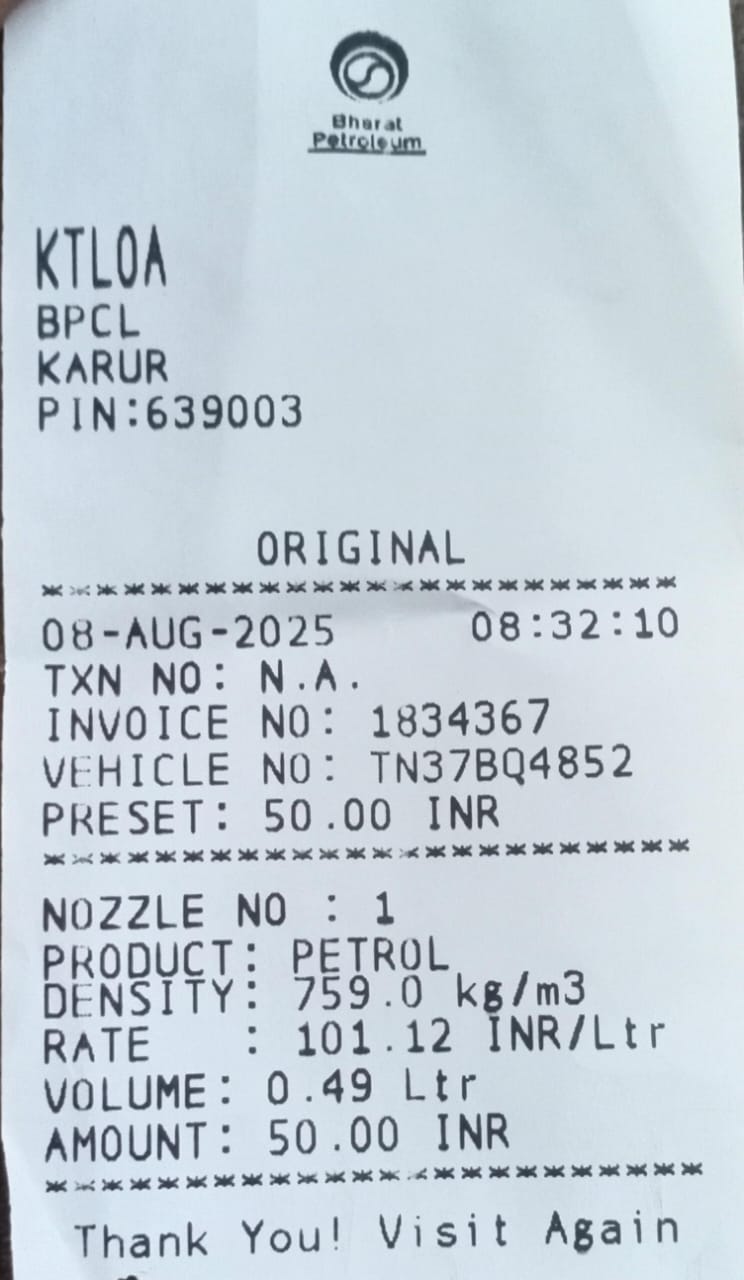 Bharat
Petroleum
KTLOA
BPCL
KARUR
PIN:639003
ORIGINAL
**************************
08-AUG-2025 08:32:10
TXN NO: N.A.
INVOICE NO: 1834367
VEHICLE NO: TN37BQ4852
PRESET: 50.00 INR
**************************
NOZZLE NO : 1
PRODUCT: PETROL
DENSITY: 759.0 kg/m3
RATE : 101.12 INR/Ltr
VOLUME: 0.49 Ltr
AMOUNT: 50.00 INR
**************************
Thank You! Visit Again